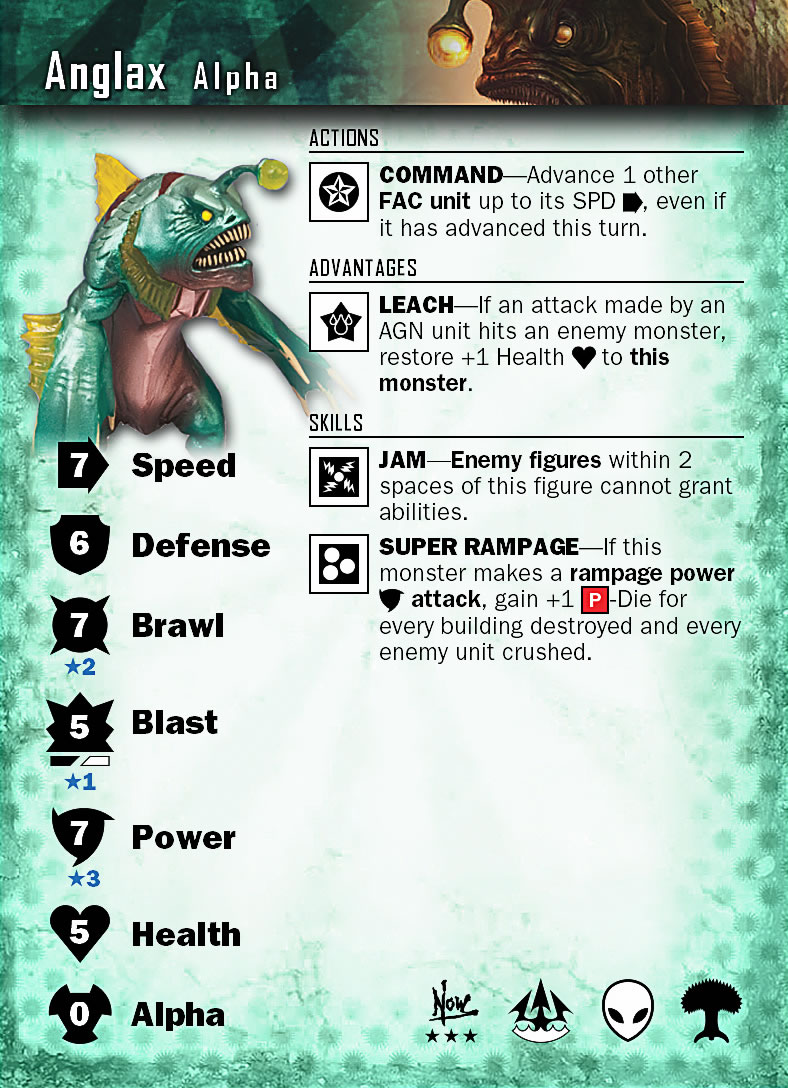 Anglax Alpha
ACTIONS
COMMAND—Advance 1 other
FAC unit up to its SPD , even if
it has advanced this turn.
ADVANTAGES
LEACH—If an attack made by an
AGN unit hits an enemy monster,
restore +1 Health ♥ to this
monster.
SKILLS
JAM—Enemy figures within 2
spaces of this figure cannot grant
abilities.
SUPER RAMPAGE—If this
monster makes a rampage power
attack, gain +1 P-Die for
every building destroyed and every
enemy unit crushed.
7 Speed
6 Defense
7 Brawl
★2
5 Blast
★1
7 Power
★3
5 Health
0 Alpha
Now
★★★